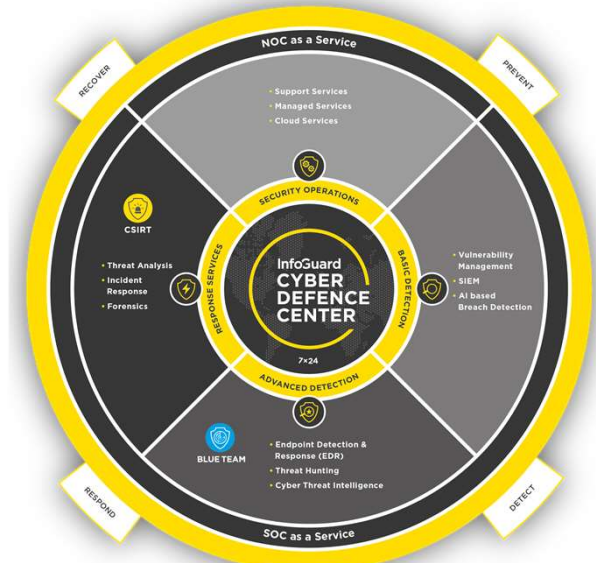 NOC as a Service
RECOVER
PREVENT
• Support Services
• Managed Services
• Cloud Services
SECURITY OPERATIONS
CSIRT
• Threat Analysis
• Incident
Response
• Forensics
RESPONSE SERVICES
InfoGuard
CYBER
DEFENCE
CENTER
7×24
BASIC DETECTION
• Vulnerability
Management
• SIEM
• AI based
Breach Detection
ADVANCED DETECTION
BLUE TEAM
• Endpoint Detection &
Response (EDR)
• Threat Hunting
• Cyber Threat Intelligence
RESPOND
DETECT
SOC as a Service